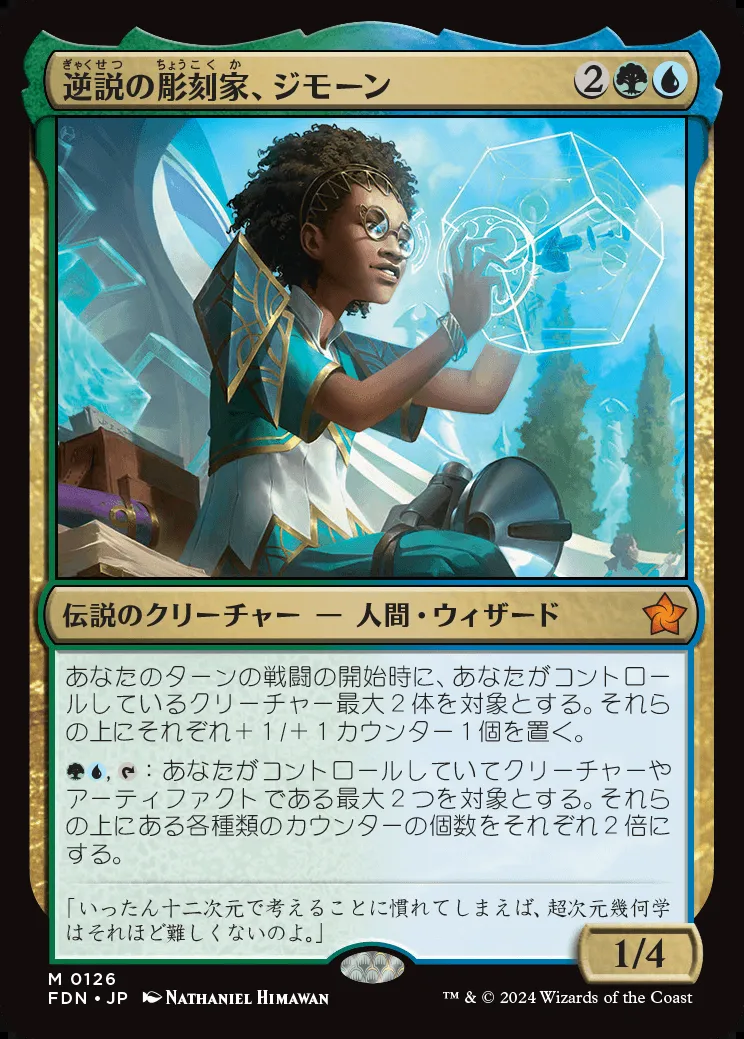 ぎゃくせつ ちょうこくか
逆説の彫刻家、ジモーン 2
伝説のクリーチャー ― 人間・ウィザード
あなたのターンの戦闘の開始時に、あなたがコントロー
ルしているクリーチャー最大２体を対象とする。それら
の上にそれぞれ＋１/＋１カウンター１個を置く。
, : あなたがコントロールしていてクリーチャーや
アーティファクトである最大２つを対象とする。それら
の上にある各種類のカウンターの個数をそれぞれ２倍に
する。
「いったん十二次元で考えることに慣れてしまえば、超次元幾何学
はそれほど難しくないのよ。」
1/4
M 0126
FDN • JP NATHANIEL HIMAWAN
™ & © 2024 Wizards of the Coast